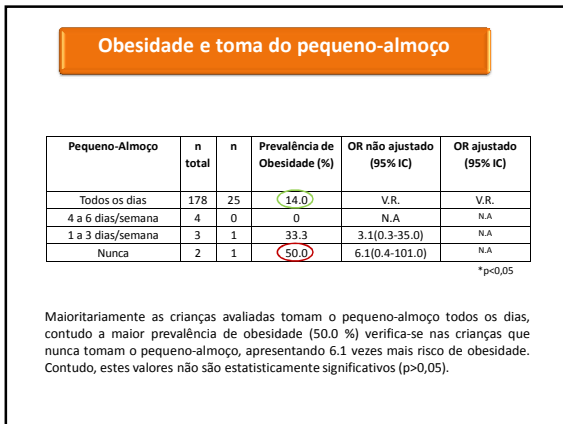 Obesidade e toma do pequeno-almoço
Pequeno-Almoço n total n Prevalência de Obesidade (%) OR não ajustado (95% IC) OR ajustado (95% IC)
Todos os dias 178 25 14.0 V.R. V.R.
4 a 6 dias/semana 4 0 0 N.A N.A
1 a 3 dias/semana 3 1 33.3 3.1(0.3-35.0) N.A
Nunca 2 1 50.0 6.1(0.4-101.0) N.A
*p<0,05
Maioritariamente as crianças avaliadas tomam o pequeno-almoço todos os dias,
contudo a maior prevalência de obesidade (50.0 %) verifica-se nas crianças que
nunca tomam o pequeno-almoço, apresentando 6.1 vezes mais risco de obesidade.
Contudo, estes valores não são estatisticamente significativos (p>0,05).